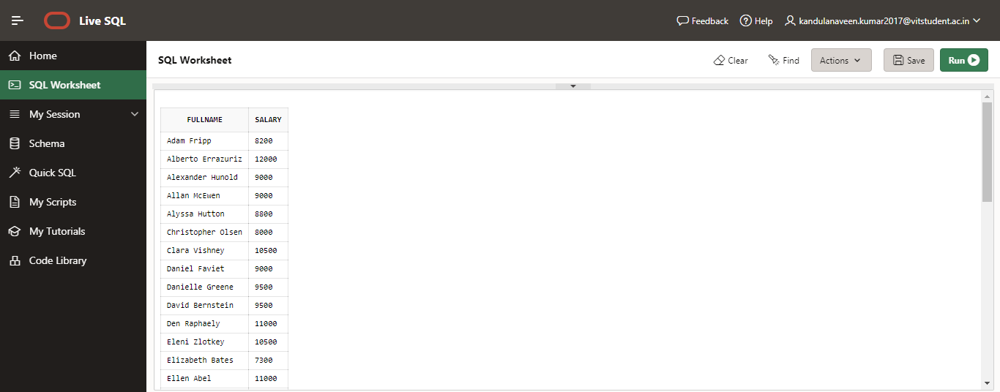 Live SQL
Feedback Help kandulanaveen.kumar2017@vitstudent.ac.in
Home
SQL Worksheet
My Session
Schema
Quick SQL
My Scripts
My Tutorials
Code Library
SQL Worksheet
Clear Find Actions Save Run
FULLNAME SALARY
Adam Fripp 8200
Alberto Errazuriz 12000
Alexander Hunold 9000
Allan McEwen 9000
Alyssa Hutton 8800
Christopher Olsen 8000
Clara Vishney 10500
Daniel Faviet 9000
Danielle Greene 9500
David Bernstein 9500
Den Raphaely 11000
Eleni Zlotkey 10500
Elizabeth Bates 7300
Ellen Abel 11000